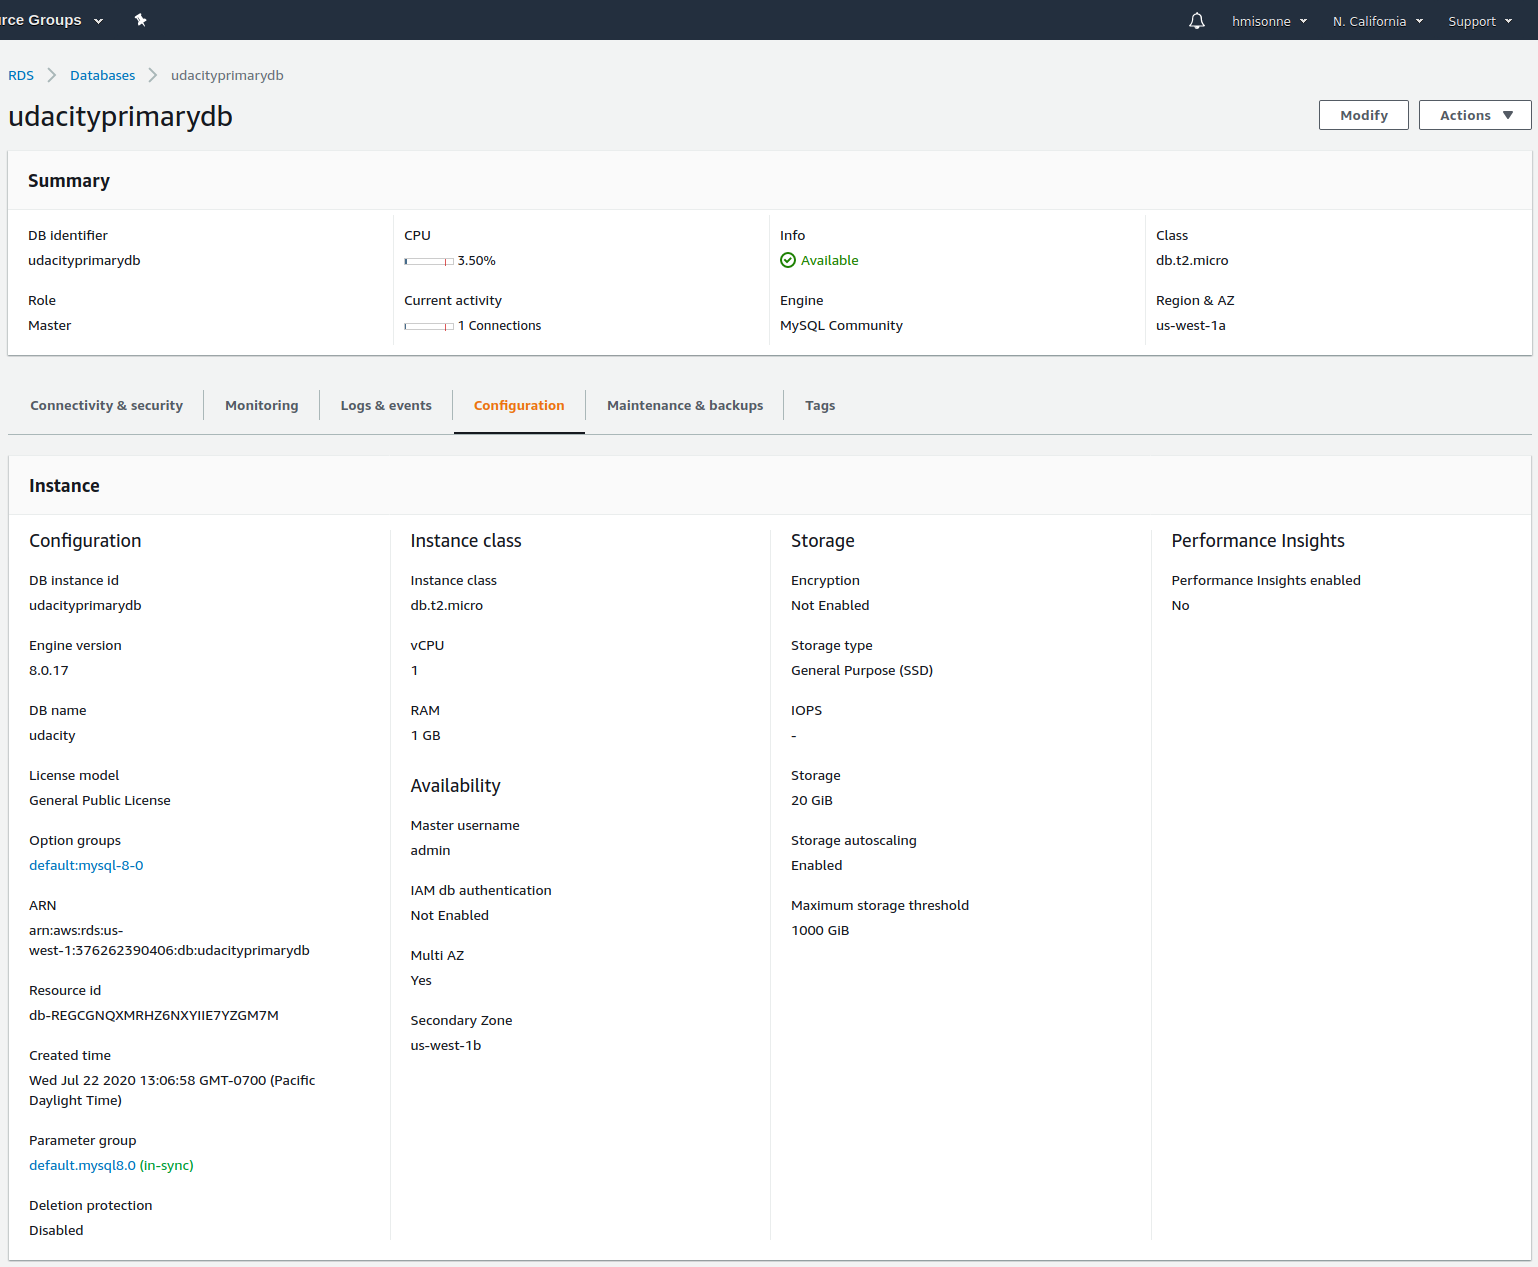 Groups
hmisonne
N. California
Support
RDS
Databases
udacityprimarydb
udacityprimarydb
Modify
Actions
Summary
DB identifier
udacityprimarydb
Role
Master
CPU
3.50%
Current activity
1 Connections
Info
Available
Engine
MySQL Community
Class
db.t2.micro
Region & AZ
us-west-1a
Connectivity & security
Monitoring
Logs & events
Configuration
Maintenance & backups
Tags
Instance
Configuration
DB instance id
udacityprimarydb
Engine version
8.0.17
DB name
udacity
License model
General Public License
Option groups
default:mysql-8-0
ARN
arn:aws:rds:us-
west-1:376262390406:db:udacityprimarydb
Resource id
db-REGCGNQXMRHZ6NXYIIE7YZGM7M
Created time
Wed Jul 22 2020 13:06:58 GMT-0700 (Pacific
Daylight Time)
Parameter group
default.mysql8.0 (in-sync)
Deletion protection
Disabled
Instance class
Instance class
db.t2.micro
vCPU
1
RAM
1 GB
Availability
Master username
admin
IAM db authentication
Not Enabled
Multi AZ
Yes
Secondary Zone
us-west-1b
Storage
Encryption
Not Enabled
Storage type
General Purpose (SSD)
IOPS
-
Storage
20 GiB
Storage autoscaling
Enabled
Maximum storage threshold
1000 GiB
Performance Insights
Performance Insights enabled
No